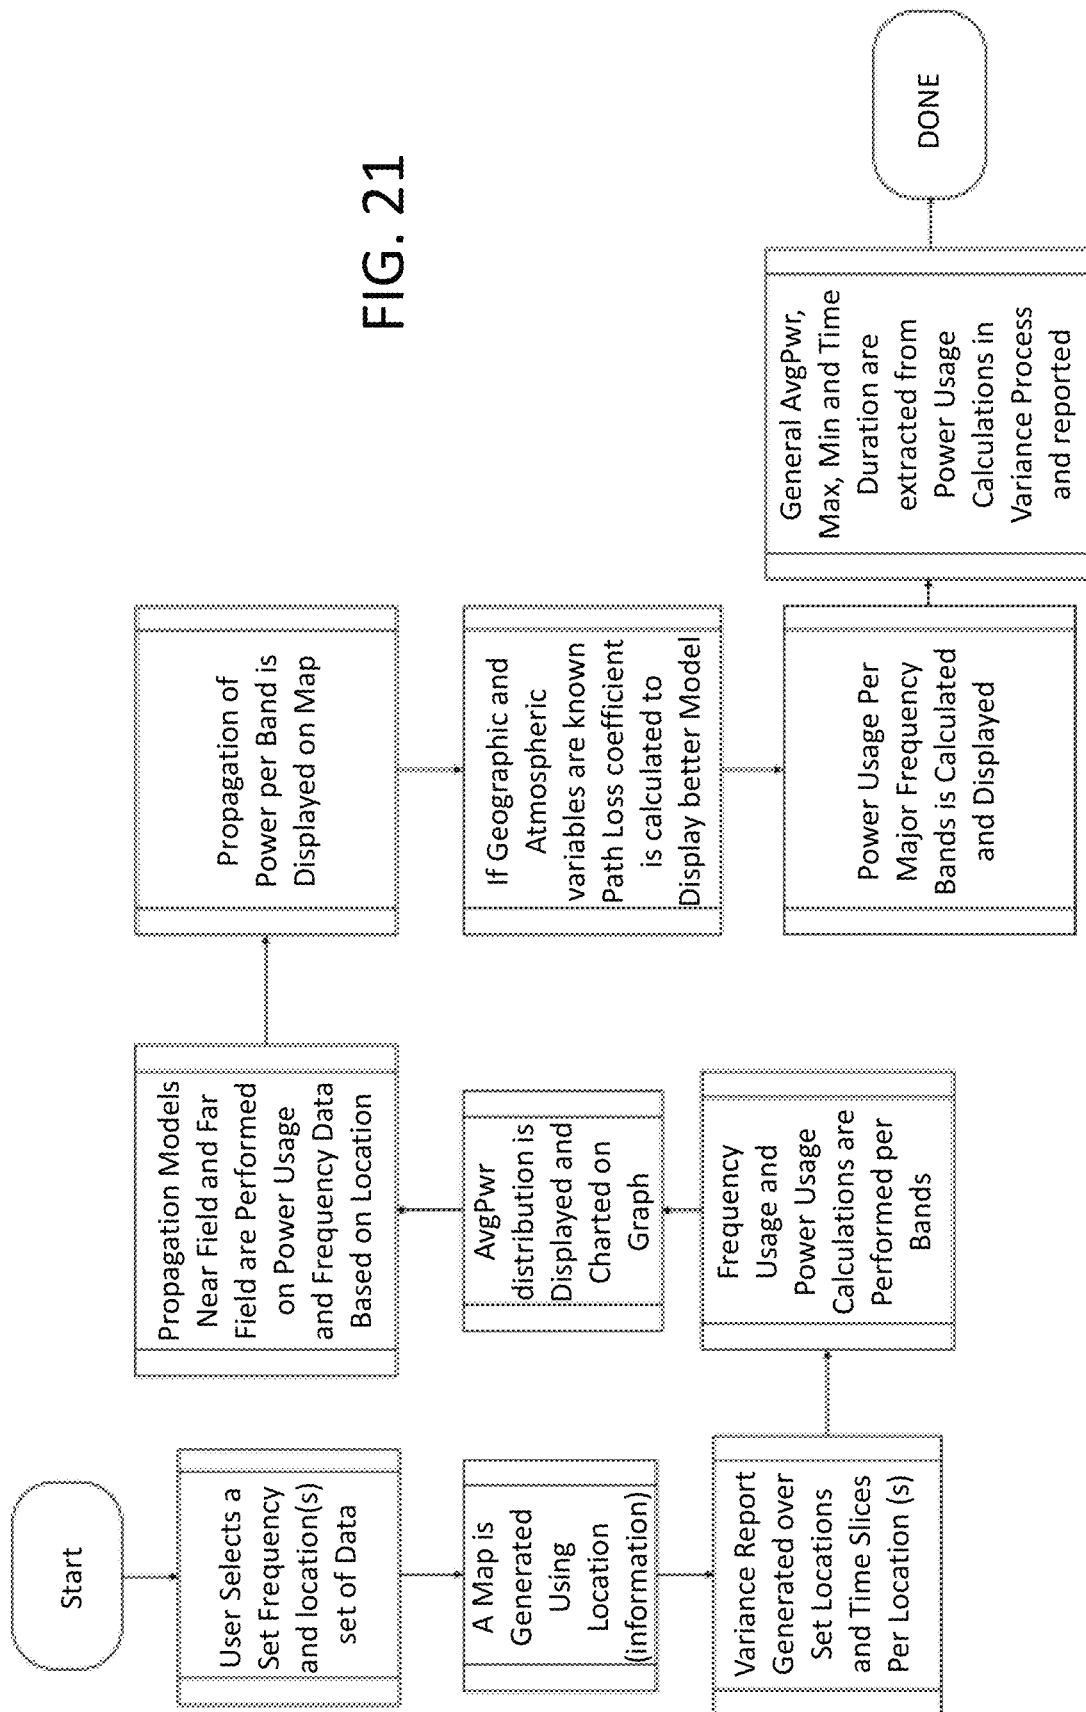 FIG. 21
Start
User Selects a
Set Frequency
and location(s)
set of Data
A Map is
Generated
Using
Location
(information)
Variance Report
Generated over
Set Locations
and Time Slices
Per Location (s)
Frequency
Usage and
Power Usage
Calculations are
Performed per
Bands
AvgPwr
distribution is
Displayed and
Charted on
Graph
Propagation Models
Near Field and Far
Field are Performed
on Power Usage
and Frequency Data
Based on Location
Propagation of
Power per Band is
Displayed on Map
If Geographic and
Atmospheric
variables are known
Path Loss coefficient
is calculated to
Display better Model
Power Usage Per
Major Frequency
Bands is Calculated
and Displayed
General AvgPwr,
Max, Min and Time
Duration are
extracted from
Power Usage
Calculations in
Variance Process
and reported
DONE